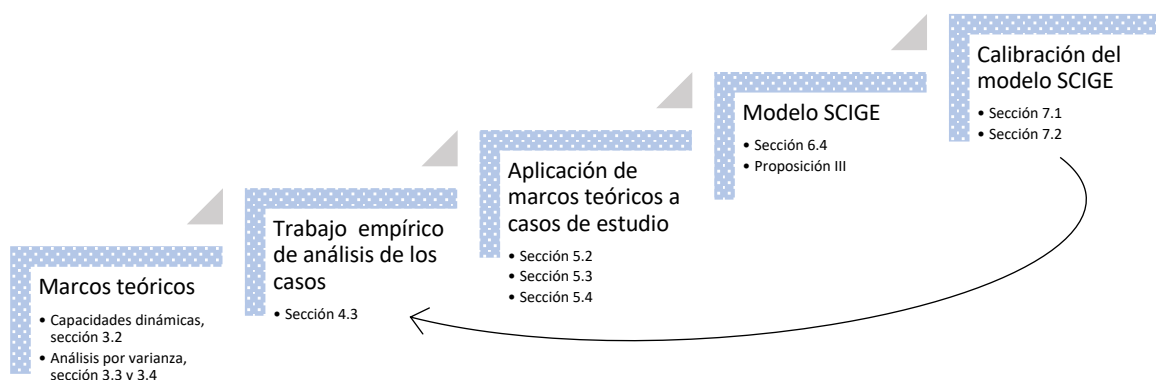 Marcos teóricos
• Capacidades dinámicas,
sección 3.2
• Análisis por varianza,
sección 3.3 y 3.4
Trabajo empírico
de análisis de los
casos
• Sección 4.3
Aplicación de
marcos teóricos a
casos de estudio
• Sección 5.2
• Sección 5.3
• Sección 5.4
Modelo SCIGE
• Sección 6.4
• Proposición III
Calibración del
modelo SCIGE
• Sección 7.1
• Sección 7.2